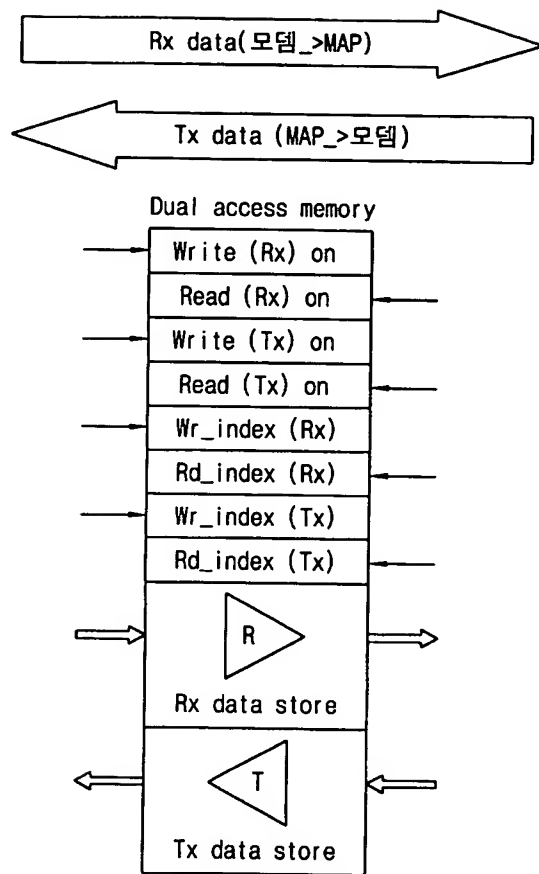 Rx data(모뎀_>MAP)
Tx data (MAP_>모뎀)
Dual access memory
Write (Rx) on
Read (Rx) on
Write (Tx) on
Read (Tx) on
Wr_index (Rx)
Rd_index (Rx)
Wr_index (Tx)
Rd_index (Tx)
R
Rx data store
T
Tx data store